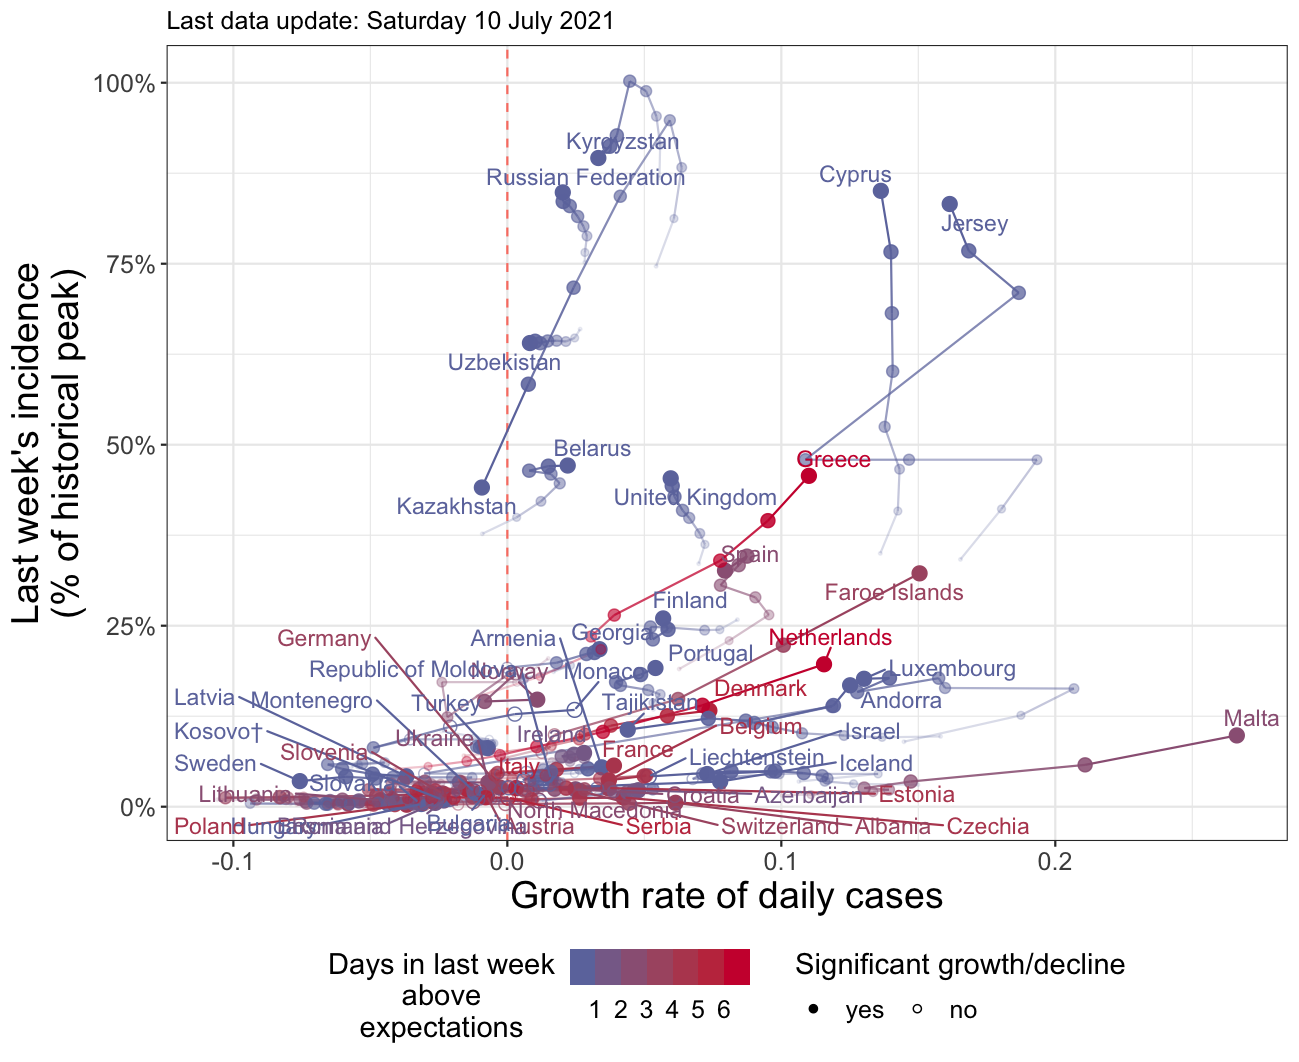 Last data update: Saturday 10 July 2021
100%
75%
50%
25%
0%
Last week's incidence
(% of historical peak)
Kyrgyzstan
Russian Federation
Cyprus
Jersey
Uzbekistan
Belarus
Greece
Kazakhstan
United Kingdom
Spain
Faroe Islands
Finland
Germany
Armenia
Georgia
Netherlands
Portugal
Republic of Moldova
Norway
Monaco
Luxembourg
Latvia
Montenegro
Turkey
Tajikistan
Denmark
Andorra
Malta
Kosovo†
Ukraine
Ireland
Belgium
Israel
Slovenia
France
Sweden
Italy
Liechtenstein
Iceland
Slovakia
Lithuania
Croatia
Azerbaijan
Estonia
North Macedonia
Poland
Hungary
Romania
Bosnia and Herzegovina
Bulgaria
Austria
Serbia
Switzerland
Albania
Czechia
-0.1
0.0
0.1
0.2
Growth rate of daily cases
Days in last week
above
expectations
1 2 3 4 5 6
Significant growth/decline
yes
no